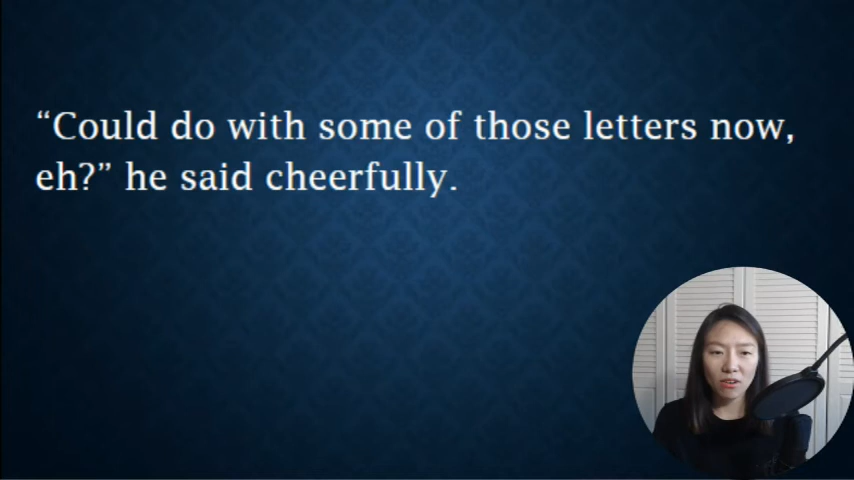 “Could do with some of those letters now,
eh?” he said cheerfully.